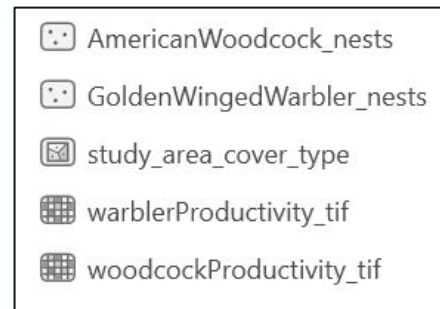 AmericanWoodcock_nests
GoldenWingedWarbler_nests
study_area_cover_type
warblerProductivity_tif
woodcockProductivity_tif